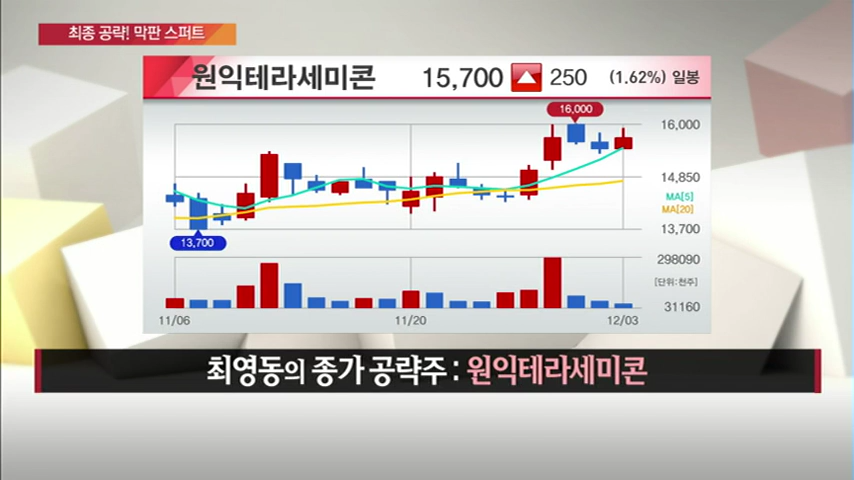 최종 공략! 막판 스퍼트
원익테라세미콘 15,700 250 (1.62%) 일봉
16,000
16,000
14,850
MA[5]
MA[20]
13,700
13,700
298090
[단위:천주]
31160
11/06 11/20 12/03
최영동의 종가 공략주 : 원익테라세미콘